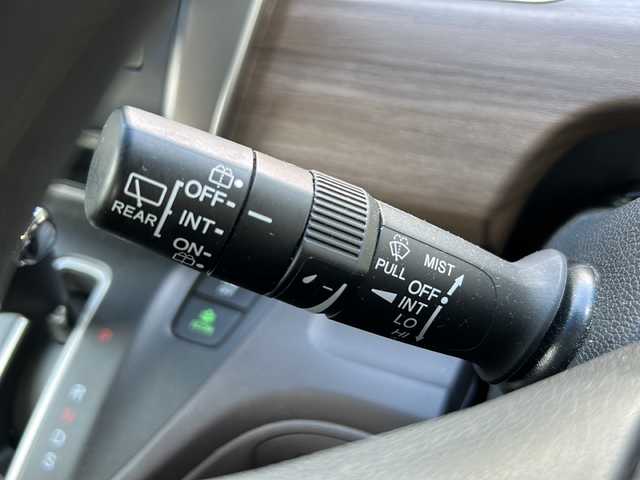 OFF
INT
ON
REAR
PULL
MIST
OFF
INT
LO
HI
R
N
D
S